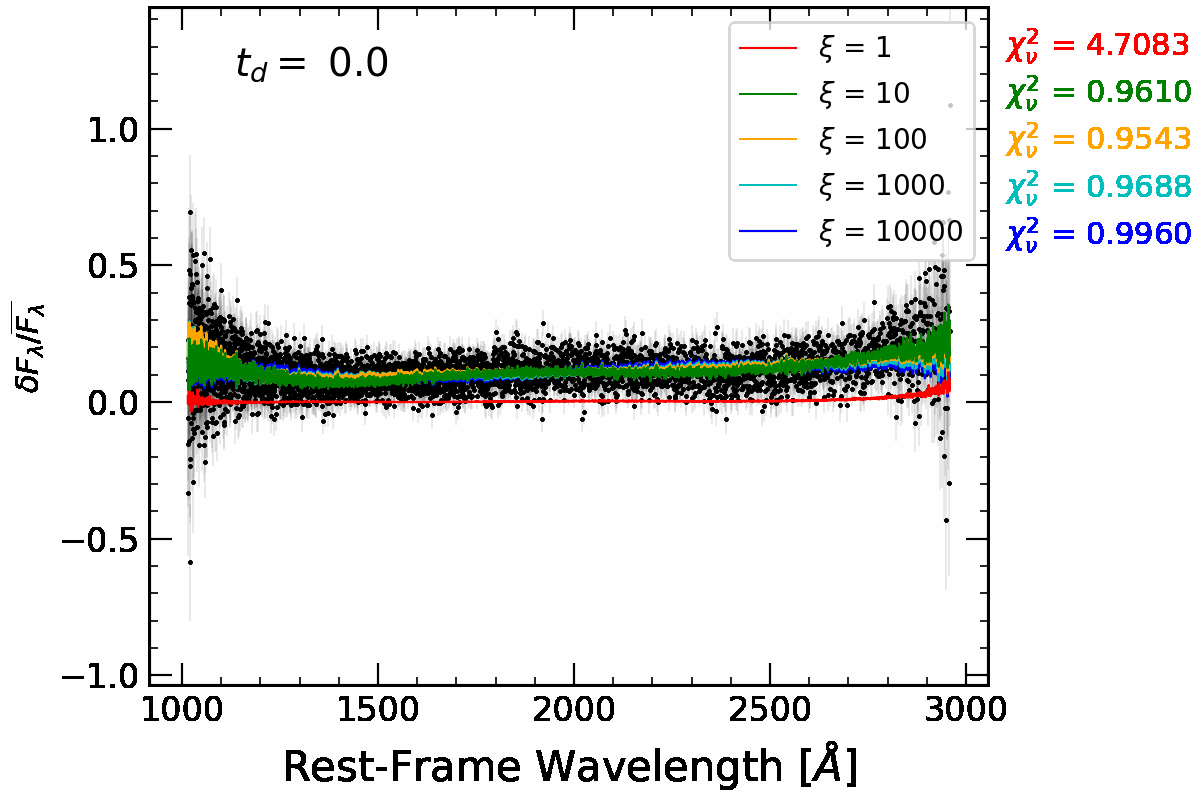 t_d = 0.0
ξ = 1
ξ = 10
ξ = 100
ξ = 1000
ξ = 10000
χ²_ν = 4.7083
χ²_ν = 0.9610
χ²_ν = 0.9543
χ²_ν = 0.9688
χ²_ν = 0.9960
1.0
0.5
0.0
−0.5
−1.0
δF_λ/F̅_λ
1000 1500 2000 2500 3000
Rest-Frame Wavelength [Å]